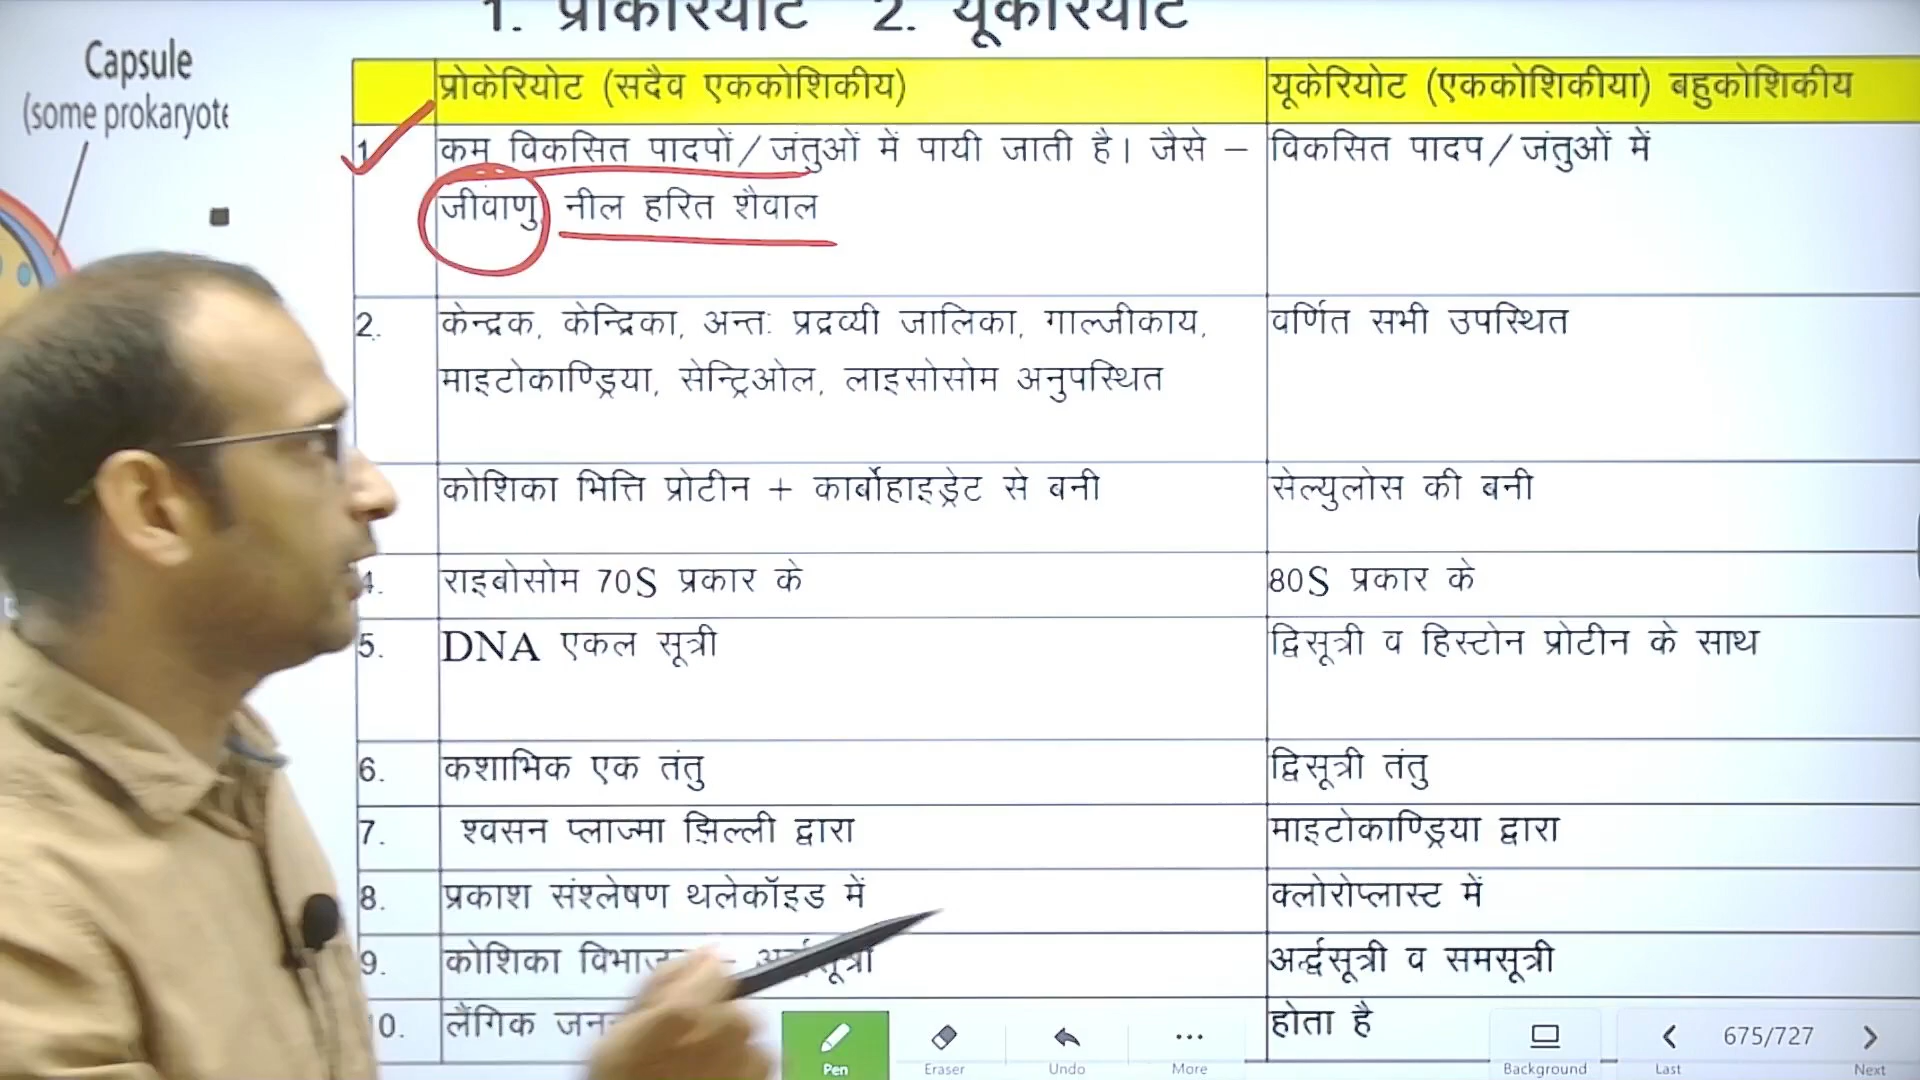 1. प्रोकेरियोट 2. यूकेरियोट
Capsule
(some prokaryote
प्रोकेरियोट (सदैव एककोशिकीय) यूकेरियोट (एककोशिकीया) बहुकोशिकीय
1 कम विकसित पादपों/जंतुओं में पायी जाती है। जैसे – विकसित पादप/जंतुओं में
जीवाणु नील हरित शैवाल
2. केन्द्रक, केन्द्रिका, अन्तः प्रद्रव्यी जालिका, गाल्जीकाय, वर्णित सभी उपस्थित
माइटोकाण्ड्रिया, सेन्ट्रिओल, लाइसोसोम अनुपस्थित
कोशिका भित्ति प्रोटीन + कार्बोहाइड्रेट से बनी सेल्युलोस की बनी
4. राइबोसोम 70S प्रकार के 80S प्रकार के
5. DNA एकल सूत्री द्विसूत्री व हिस्टोन प्रोटीन के साथ
6. कशाभिक एक तंतु द्विसूत्री तंतु
7. श्वसन प्लाज्मा झिल्ली द्वारा माइटोकाण्ड्रिया द्वारा
8. प्रकाश संश्लेषण थलेकॉइड में क्लोरोप्लास्ट में
9. कोशिका अर्द्धसूत्री व समसूत्री
10. लैंगिक होता है
Pen Eraser Undo More Background Last 675/727 Next